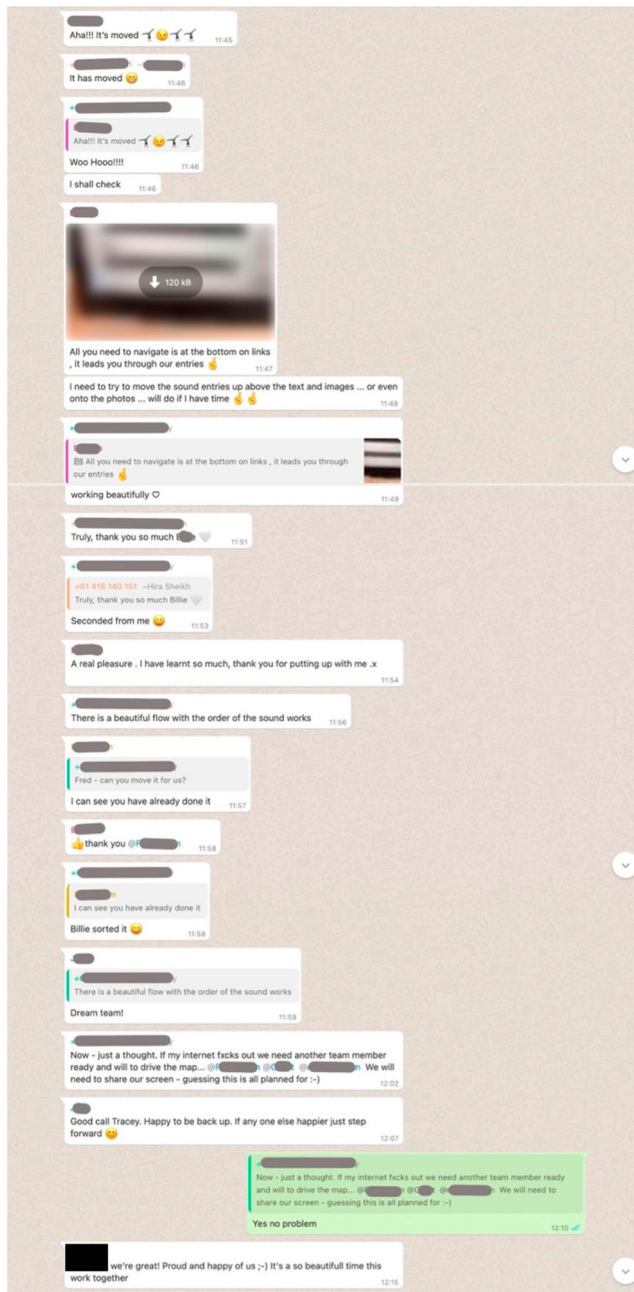 Aha!!! It's moved 🤸😉🤸🤸
11:45
It has moved 😁
11:46
Aha!!! It's moved 🤸😉🤸🤸
Woo Hooo!!!!
11:46
I shall check
11:46
120 kB
All you need to navigate is at the bottom on links
, it leads you through our entries 🤞
11:47
I need to try to move the sound entries up above the text and images ... or even
onto the photos ... will do if I have time 🤞🤞
11:48
📷 All you need to navigate is at the bottom on links , it leads you through
our entries 🤞
working beautifully ♡
11:49
Truly, thank you so much 🤍
11:51
+61 416 140 151 ~Hira Sheikh
Truly, thank you so much Billie 🤍
Seconded from me 😀
11:53
A real pleasure . I have learnt so much, thank you for putting up with me .x
11:54
There is a beautiful flow with the order of the sound works
11:56
Fred - can you move it for us?
I can see you have already done it
11:57
👍thank you @
11:58
I can see you have already done it
Billie sorted it 😀
11:58
There is a beautiful flow with the order of the sound works
Dream team!
11:59
Now - just a thought. If my internet fxcks out we need another team member
ready and will to drive the map... @ @ @ We will
need to share our screen - guessing this is all planned for :-)
12:02
Good call Tracey. Happy to be back up. If any one else happier just step
forward 😊
12:07
Now - just a thought. If my internet fxcks out we need another team member ready
and will to drive the map... @ @ @ We will need to
share our screen - guessing this is all planned for :-)
Yes no problem
12:10
we're great! Proud and happy of us ;-) It's a so beautifull time this
work together
12:15